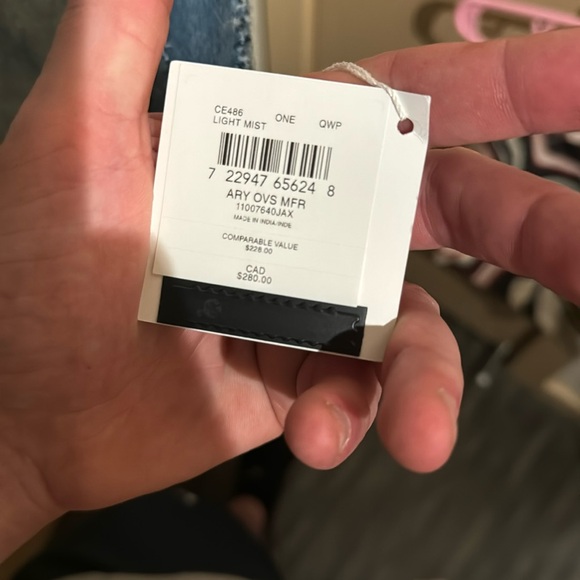 CE486 ONE QWP
LIGHT MIST
7 22947 65624 8
ARY OVS MFR
11007640JAX
MADE IN INDIA/INDE
COMPARABLE VALUE
$228.00
CAD
$280.00